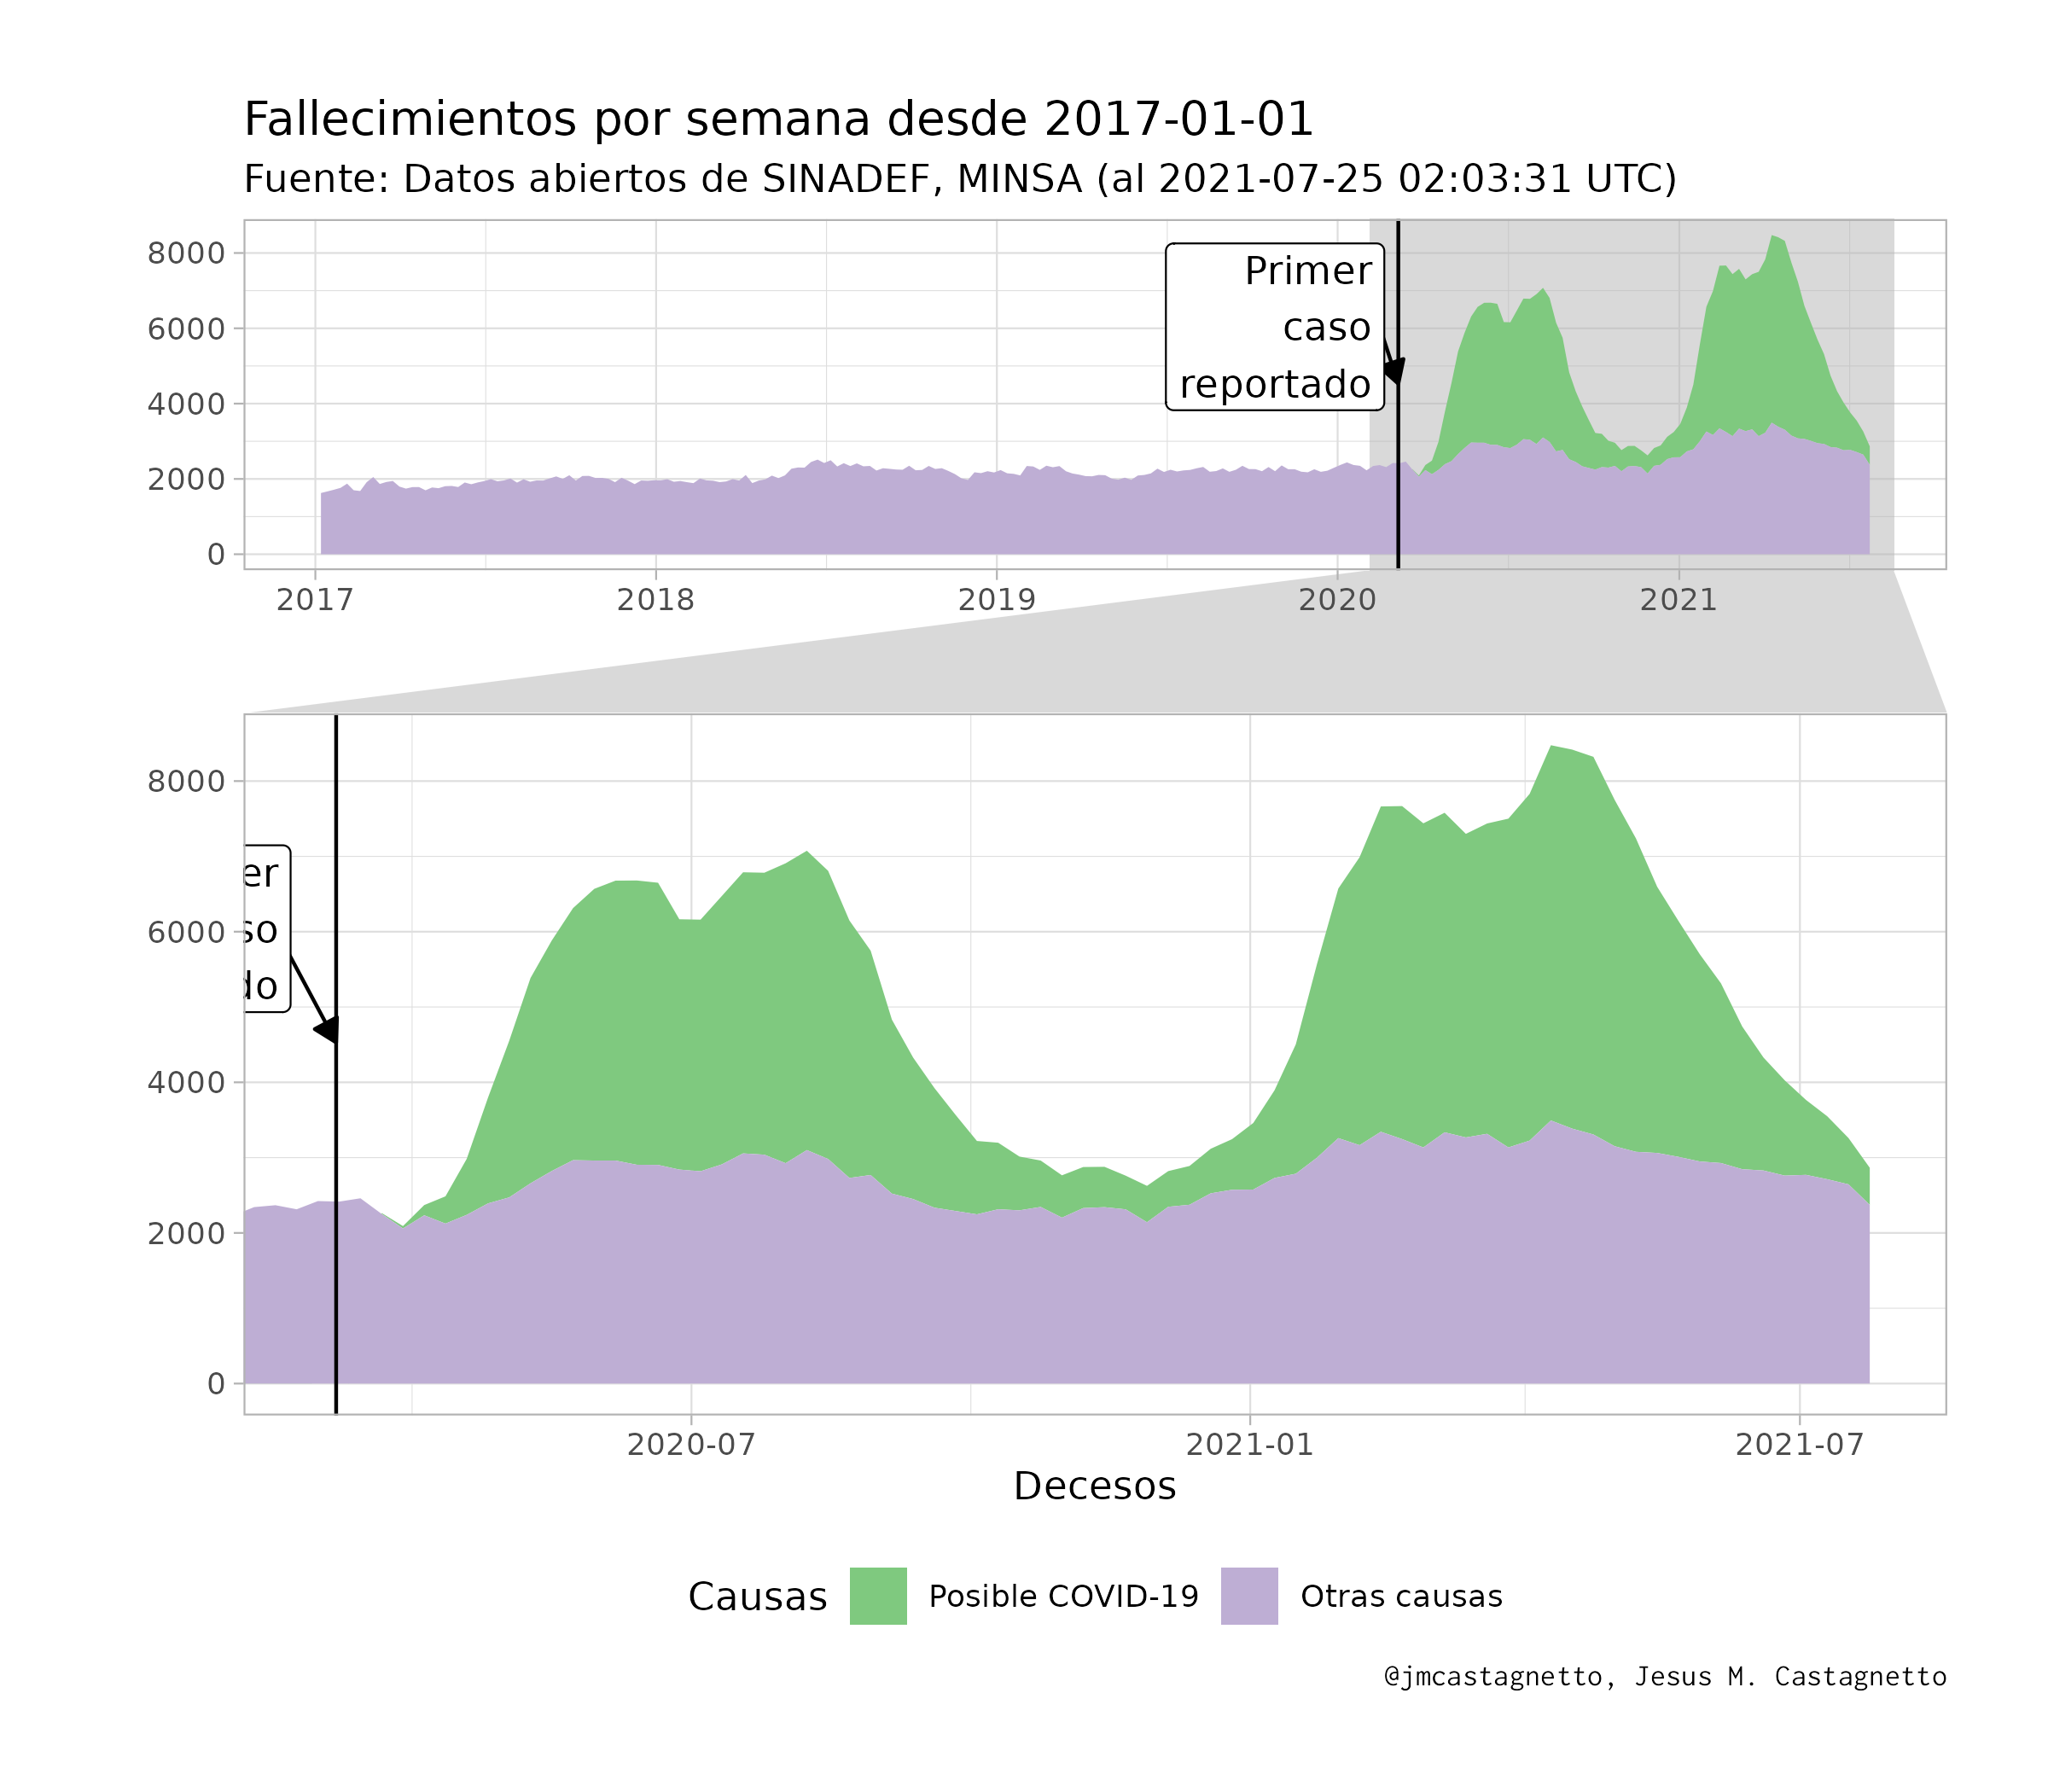 Fallecimientos por semana desde 2017-01-01
Fuente: Datos abiertos de SINADEF, MINSA (al 2021-07-25 02:03:31 UTC)
8000
6000
4000
2000
0
Primer
caso
reportado
2017
2018
2019
2020
2021
8000
6000
4000
2000
0
er
so
do
2020-07
2021-01
2021-07
Decesos
Causas
Posible COVID-19
Otras causas
@jmcastagnetto, Jesus M. Castagnetto